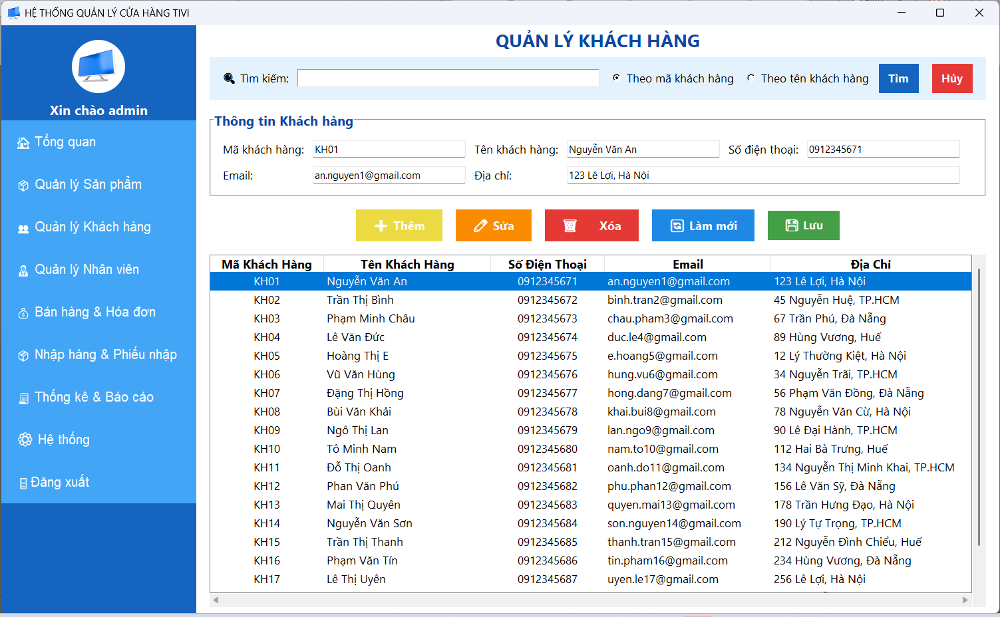 HỆ THỐNG QUẢN LÝ CỬA HÀNG TIVI
Xin chào admin
Tổng quan
Quản lý Sản phẩm
Quản lý Khách hàng
Quản lý Nhân viên
Bán hàng & Hóa đơn
Nhập hàng & Phiếu nhập
Thống kê & Báo cáo
Hệ thống
Đăng xuất
QUẢN LÝ KHÁCH HÀNG
Tìm kiếm: Theo mã khách hàng Theo tên khách hàng Tìm Hủy
Thông tin Khách hàng
Mã khách hàng: KH01 Tên khách hàng: Nguyễn Văn An Số điện thoại: 0912345671
Email: an.nguyen1@gmail.com Địa chỉ: 123 Lê Lợi, Hà Nội
Thêm Sửa Xóa Làm mới Lưu
Mã Khách Hàng Tên Khách Hàng Số Điện Thoại Email Địa Chỉ
KH01 Nguyễn Văn An 0912345671 an.nguyen1@gmail.com 123 Lê Lợi, Hà Nội
KH02 Trần Thị Bình 0912345672 binh.tran2@gmail.com 45 Nguyễn Huệ, TP.HCM
KH03 Phạm Minh Châu 0912345673 chau.pham3@gmail.com 67 Trần Phú, Đà Nẵng
KH04 Lê Văn Đức 0912345674 duc.le4@gmail.com 89 Hùng Vương, Huế
KH05 Hoàng Thị E 0912345675 e.hoang5@gmail.com 12 Lý Thường Kiệt, Hà Nội
KH06 Vũ Văn Hùng 0912345676 hung.vu6@gmail.com 34 Nguyễn Trãi, TP.HCM
KH07 Đặng Thị Hồng 0912345677 hong.dang7@gmail.com 56 Phạm Văn Đồng, Đà Nẵng
KH08 Bùi Văn Khải 0912345678 khai.bui8@gmail.com 78 Nguyễn Văn Cừ, Hà Nội
KH09 Ngô Thị Lan 0912345679 lan.ngo9@gmail.com 90 Lê Đại Hành, TP.HCM
KH10 Tô Minh Nam 0912345680 nam.to10@gmail.com 112 Hai Bà Trưng, Huế
KH11 Đỗ Thị Oanh 0912345681 oanh.do11@gmail.com 134 Nguyễn Thị Minh Khai, TP.HCM
KH12 Phan Văn Phú 0912345682 phu.phan12@gmail.com 156 Lê Văn Sỹ, Đà Nẵng
KH13 Mai Thị Quyên 0912345683 quyen.mai13@gmail.com 178 Trần Hưng Đạo, Hà Nội
KH14 Nguyễn Văn Sơn 0912345684 son.nguyen14@gmail.com 190 Lý Tự Trọng, TP.HCM
KH15 Trần Thị Thanh 0912345685 thanh.tran15@gmail.com 212 Nguyễn Đình Chiểu, Huế
KH16 Phạm Văn Tín 0912345686 tin.pham16@gmail.com 234 Hùng Vương, Đà Nẵng
KH17 Lê Thị Uyên 0912345687 uyen.le17@gmail.com 256 Lê Lợi, Hà Nội